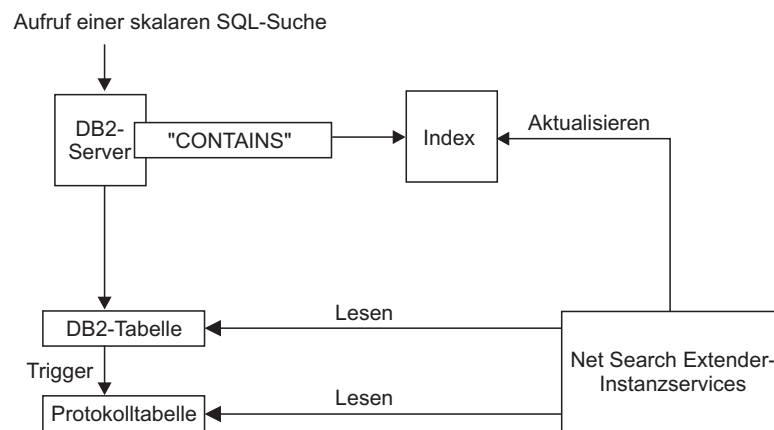 Aufruf einer skalaren SQL-Suche
DB2-
Server
"CONTAINS"
Index
Aktualisieren
DB2-Tabelle
Lesen
Net Search Extender-
Instanzservices
Trigger
Protokolltabelle
Lesen